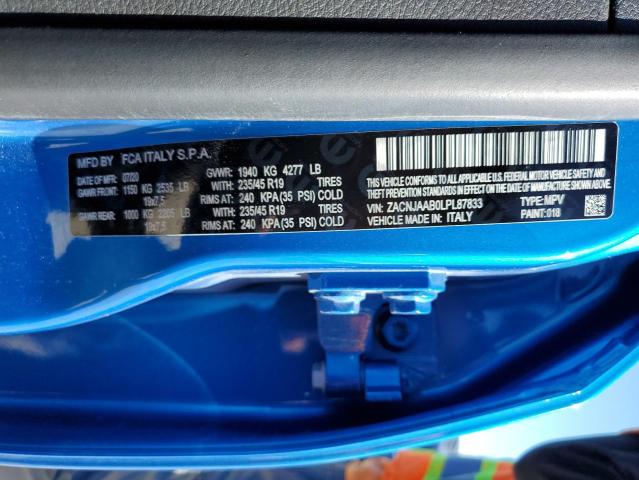 MFD BY FCA ITALY S.P.A.
DATE OF MFR 07/20 GVWR: 1940 KG 4277 LB
GAWR FRONT: 1150 KG 2535 LB WITH: 235/45 R19 TIRES
19x7.5 RIMS AT: 240 KPA (35 PSI) COLD
GAWR REAR: 1000 KG 2205 LB WITH: 235/45 R19 TIRES
19x7.5 RIMS AT: 240 KPA (35 PSI) COLD
THIS VEHICLE CONFORMS TO ALL APPLICABLE
U.S.A. FEDERAL MOTOR VEHICLE
SAFETY, BUMPER AND THEFT PREVENTION
STANDARDS IN EFFECT ON THE DATE OF
MANUFACTURE SHOWN ABOVE
VIN: ZACNJAAB0LPL87833 TYPE: MPV
VEHICLE MADE IN: ITALY PAINT: 018